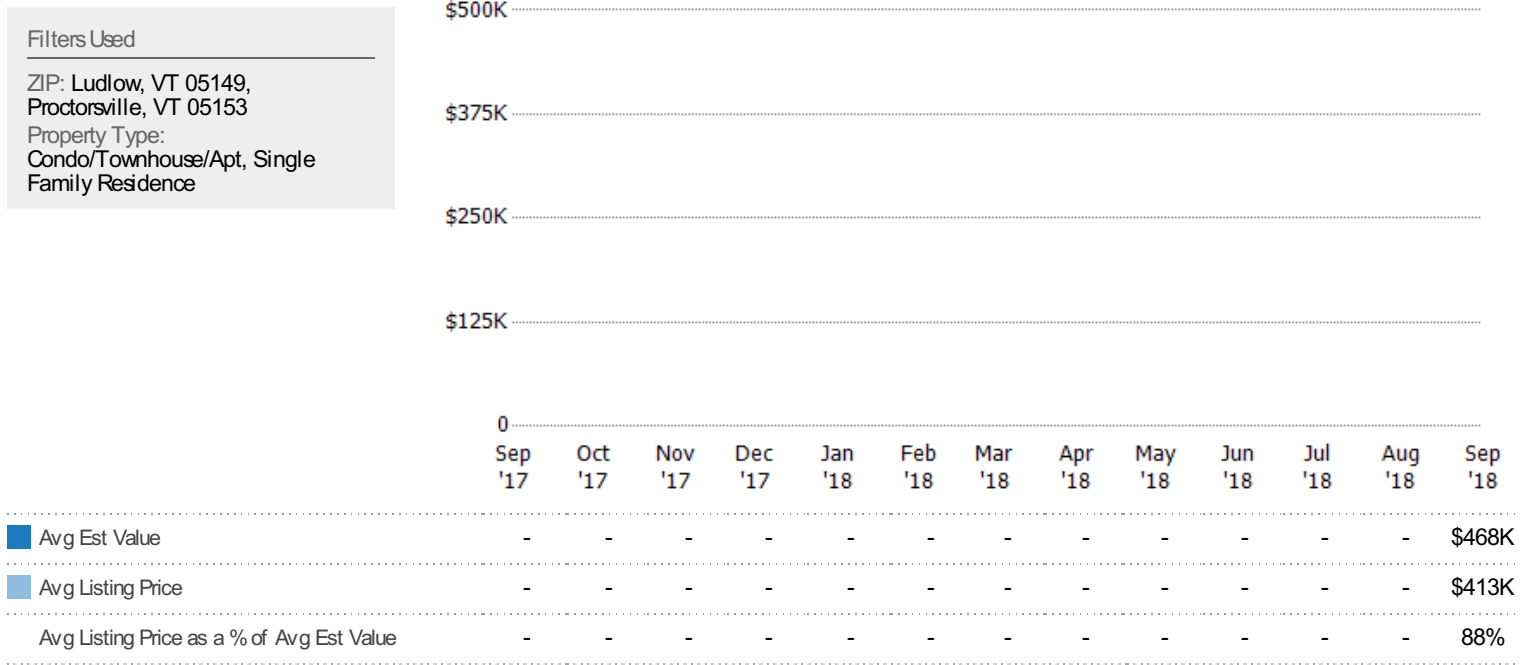 Filters Used
ZIP: Ludlow, VT 05149,
Proctorsville, VT 05153
Property Type:
Condo/Townhouse/Apt, Single
Family Residence
$500K
$375K
$250K
$125K
0
Sep Oct Nov Dec Jan Feb Mar Apr May Jun Jul Aug Sep
'17 '17 '17 '17 '18 '18 '18 '18 '18 '18 '18 '18 '18
Avg Est Value - - - - - - - - - - - - $468K
Avg Listing Price - - - - - - - - - - - - $413K
Avg Listing Price as a % of Avg Est Value - - - - - - - - - - - - 88%